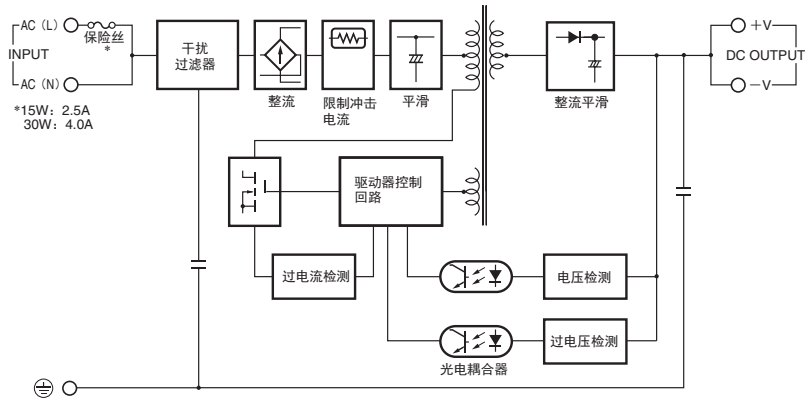 AC（L）
保险丝
*
INPUT
AC（N）
*15W：2.5A
30W：4.0A
干扰
过滤器
整流
限制冲击
电流
平滑
整流平滑
+V
DC OUTPUT
−V
驱动器控制
回路
过电流检测
电压检测
过电压检测
光电耦合器